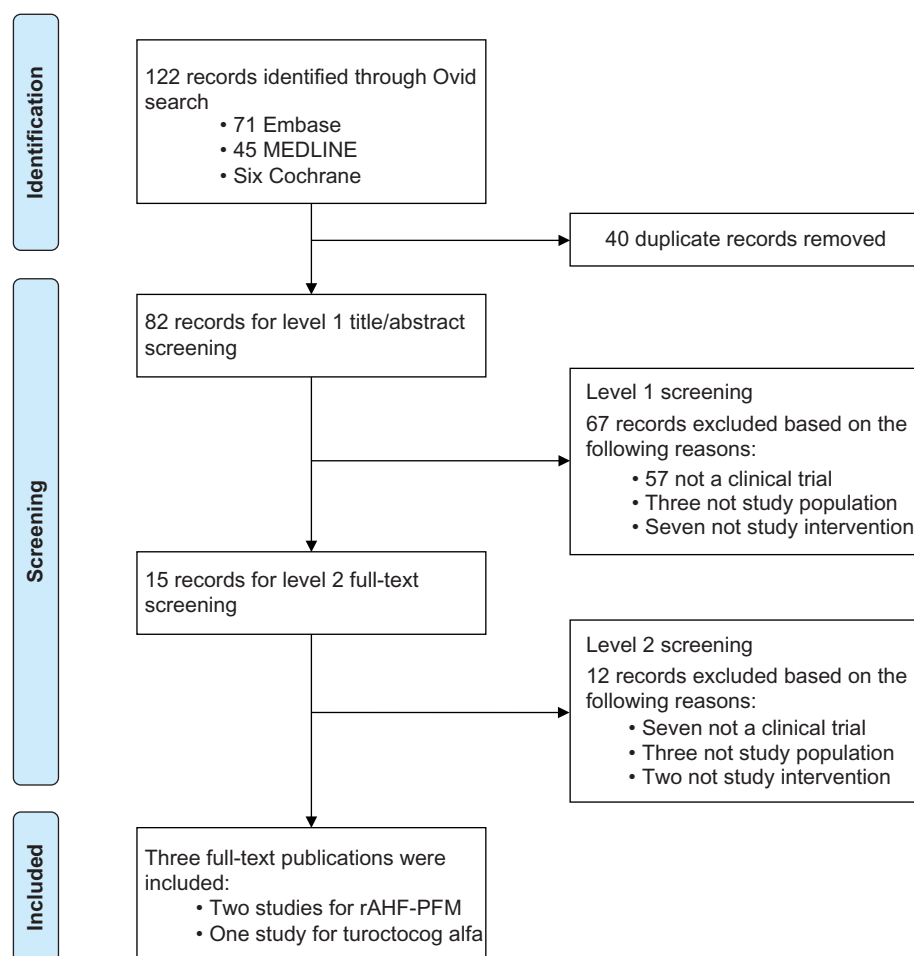 Identification
122 records identified through Ovid
search
• 71 Embase
• 45 MEDLINE
• Six Cochrane
40 duplicate records removed
Screening
82 records for level 1 title/abstract
screening
Level 1 screening
67 records excluded based on the
following reasons:
• 57 not a clinical trial
• Three not study population
• Seven not study intervention
15 records for level 2 full-text
screening
Level 2 screening
12 records excluded based on the
following reasons:
• Seven not a clinical trial
• Three not study population
• Two not study intervention
Included
Three full-text publications were
included:
• Two studies for rAHF-PFM
• One study for turoctocog alfa